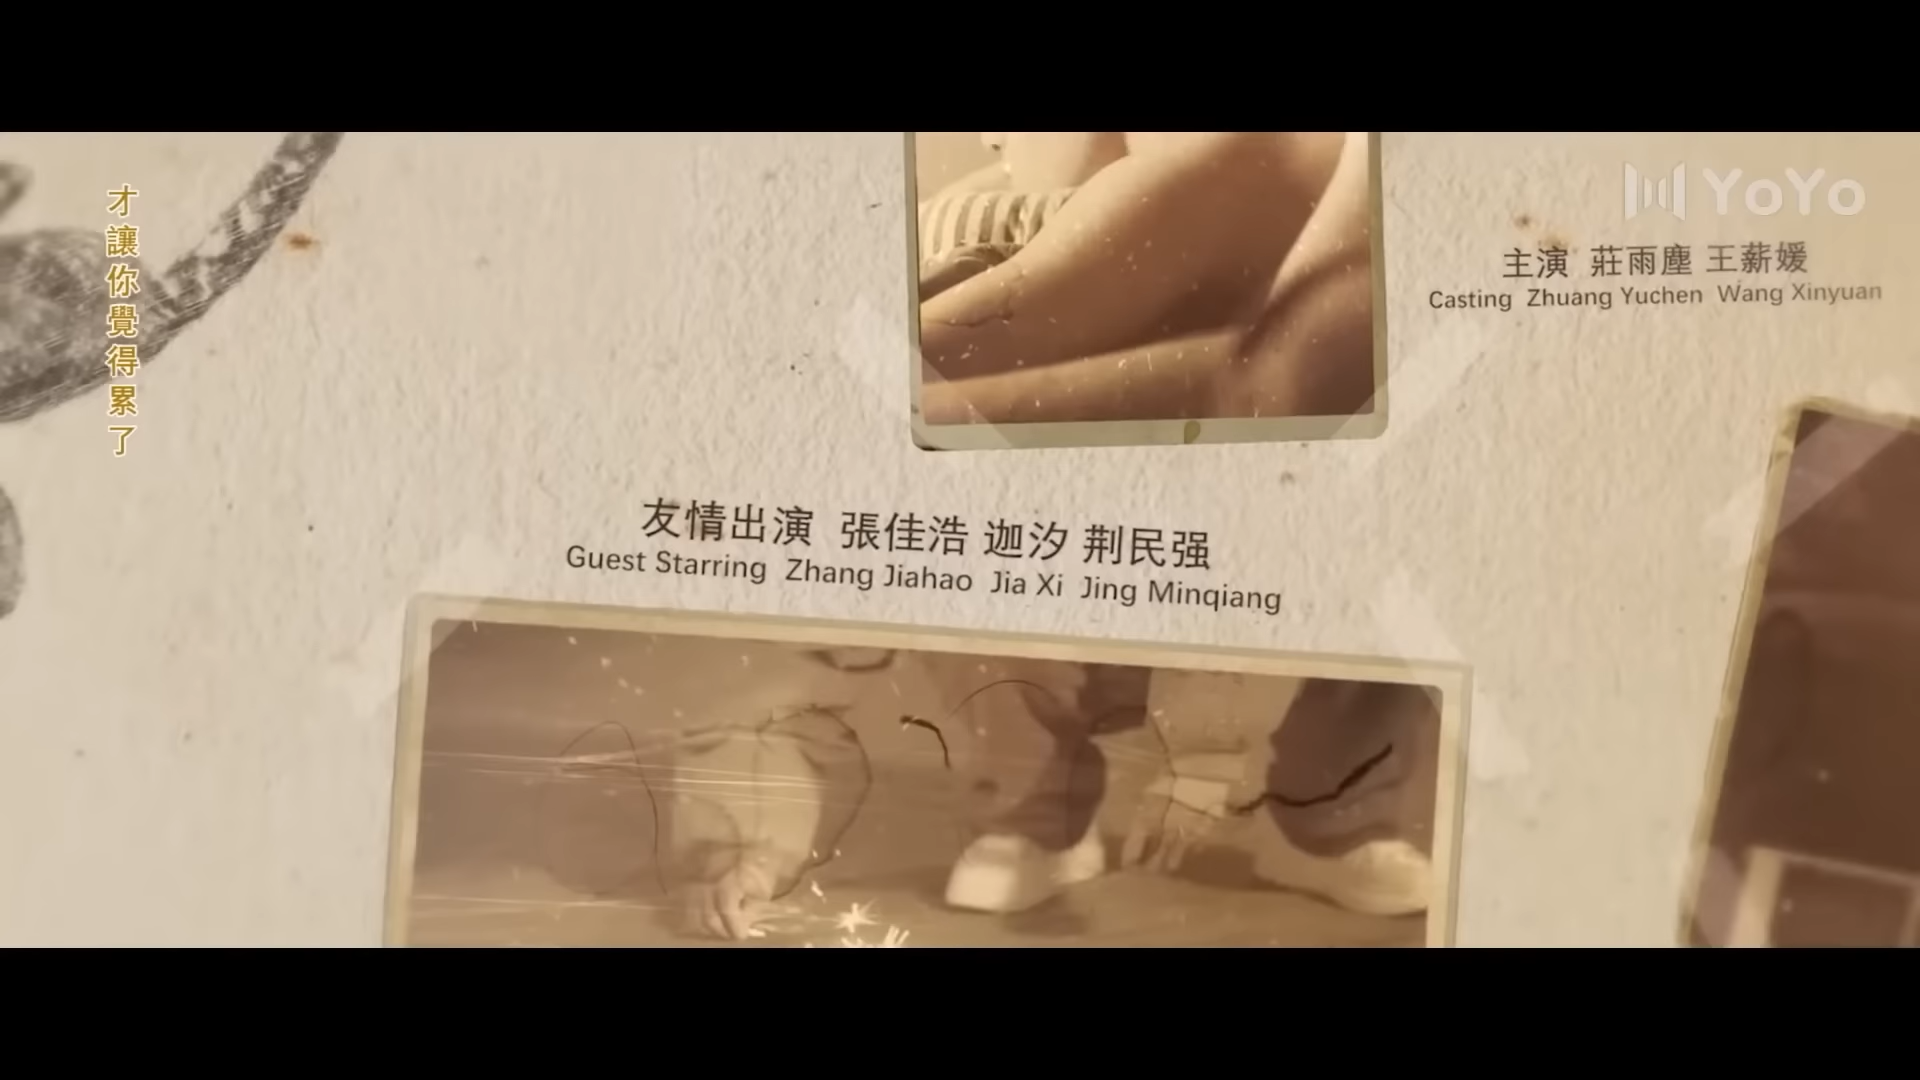 才讓你覺得累了
YoYo
主演 莊雨塵 王薪媛
Casting Zhuang Yuchen Wang Xinyuan
友情出演 張佳浩 迦汐 荆民强
Guest Starring Zhang Jiahao Jia Xi Jing Minqiang